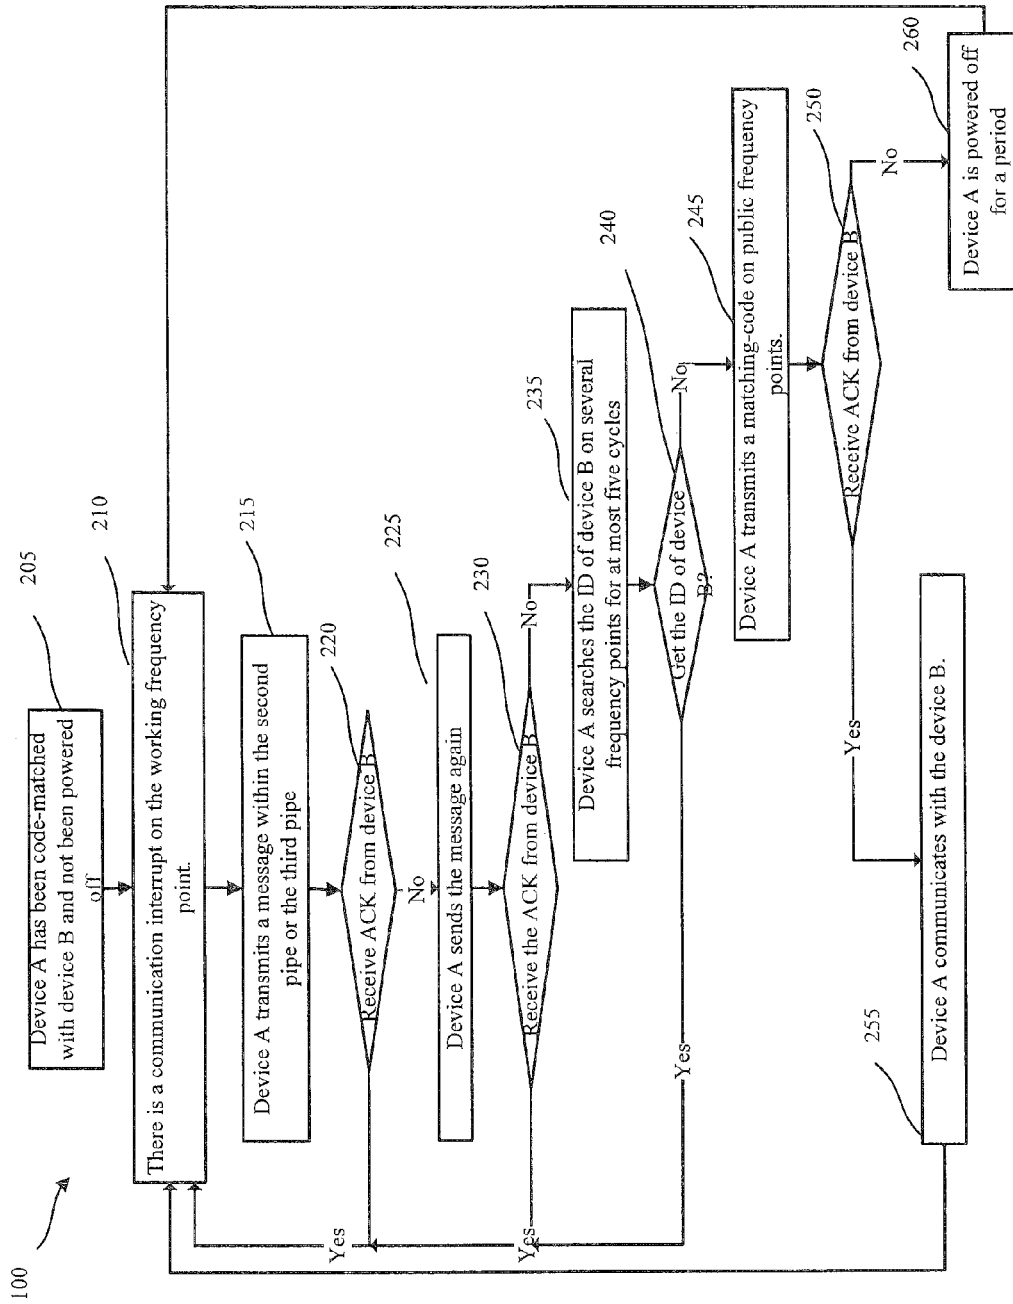 100
205
Device A has been code-matched
with device B and not been powered
off
210
There is a communication interrupt on the working frequency
point.
215
Device A transmits a message within the second
pipe or the third pipe
220
Receive ACK from device B
Yes
No
225
Device A sends the message again
230
Receive the ACK from device B
Yes
No
235
Device A searches the ID of device B on several
frequency points for at most five cycles
240
Get the ID of device
B?
Yes
No
245
Device A transmits a matching-code on public frequency
points.
250
Receive ACK from device B
Yes
No
255
Device A communicates with the device B.
260
Device A is powered off
for a period